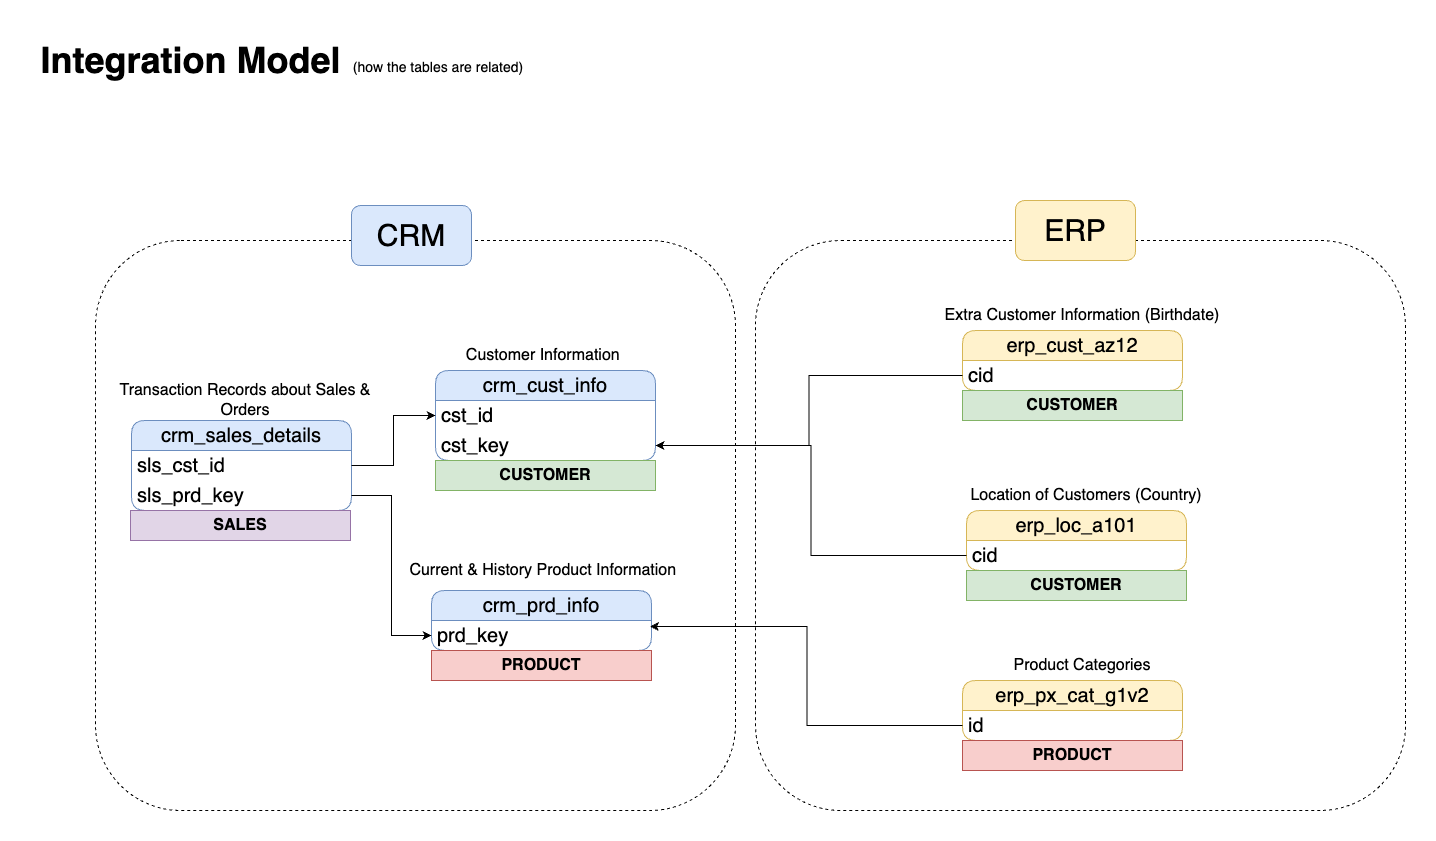 Integration Model (how the tables are related)
CRM
Transaction Records about Sales &
Orders
crm_sales_details
sls_cst_id
sls_prd_key
SALES
Customer Information
crm_cust_info
cst_id
cst_key
CUSTOMER
Current & History Product Information
crm_prd_info
prd_key
PRODUCT
ERP
Extra Customer Information (Birthdate)
erp_cust_az12
cid
CUSTOMER
Location of Customers (Country)
erp_loc_a101
cid
CUSTOMER
Product Categories
erp_px_cat_g1v2
id
PRODUCT